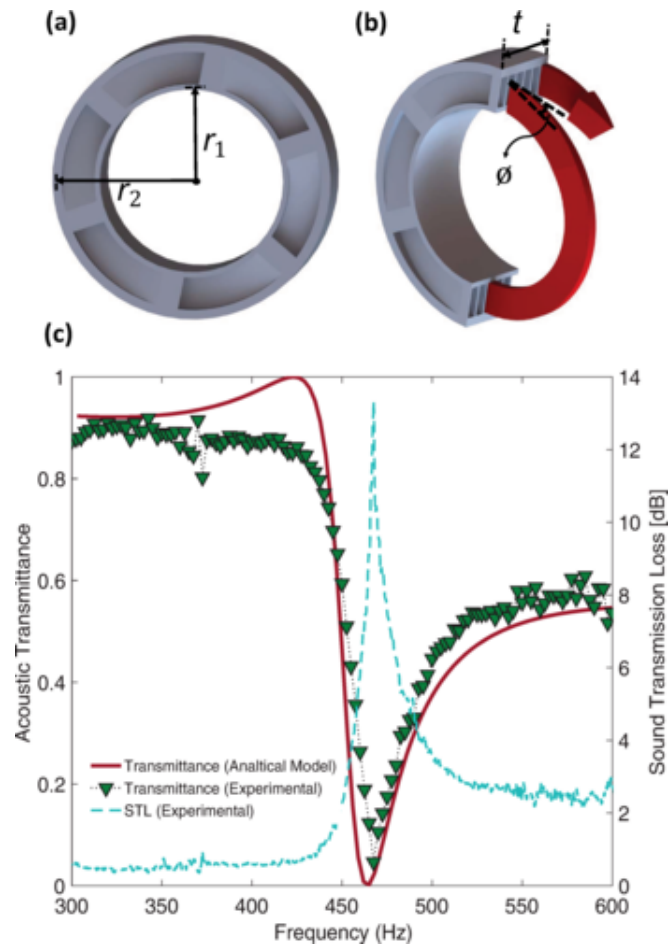 (a)
(b)
t
r1
r2
ø
(c)
1
0.8
0.6
0.4
0.2
0
Acoustic Transmittance
14
12
10
8
6
4
2
0
Sound Transmission Loss [dB]
Transmittance (Analtical Model)
Transmittance (Experimental)
STL (Experimental)
300 350 400 450 500 550 600
Frequency (Hz)